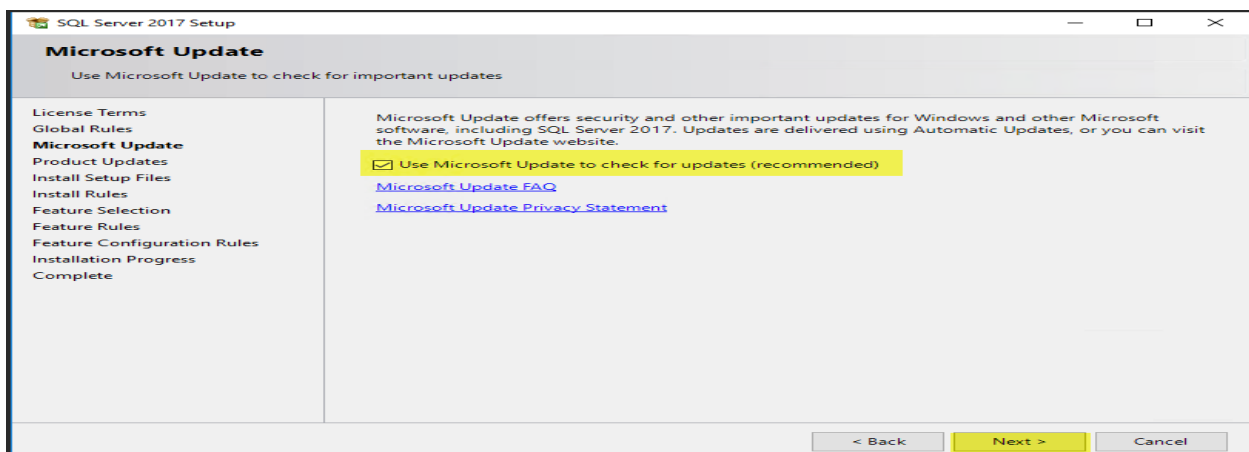 SQL Server 2017 Setup
Microsoft Update
Use Microsoft Update to check for important updates
License Terms
Global Rules
Microsoft Update
Product Updates
Install Setup Files
Install Rules
Feature Selection
Feature Rules
Feature Configuration Rules
Installation Progress
Complete
Microsoft Update offers security and other important updates for Windows and other Microsoft
software, including SQL Server 2017. Updates are delivered using Automatic Updates, or you can visit
the Microsoft Update website.
Use Microsoft Update to check for updates (recommended)
Microsoft Update FAQ
Microsoft Update Privacy Statement
< Back
Next >
Cancel